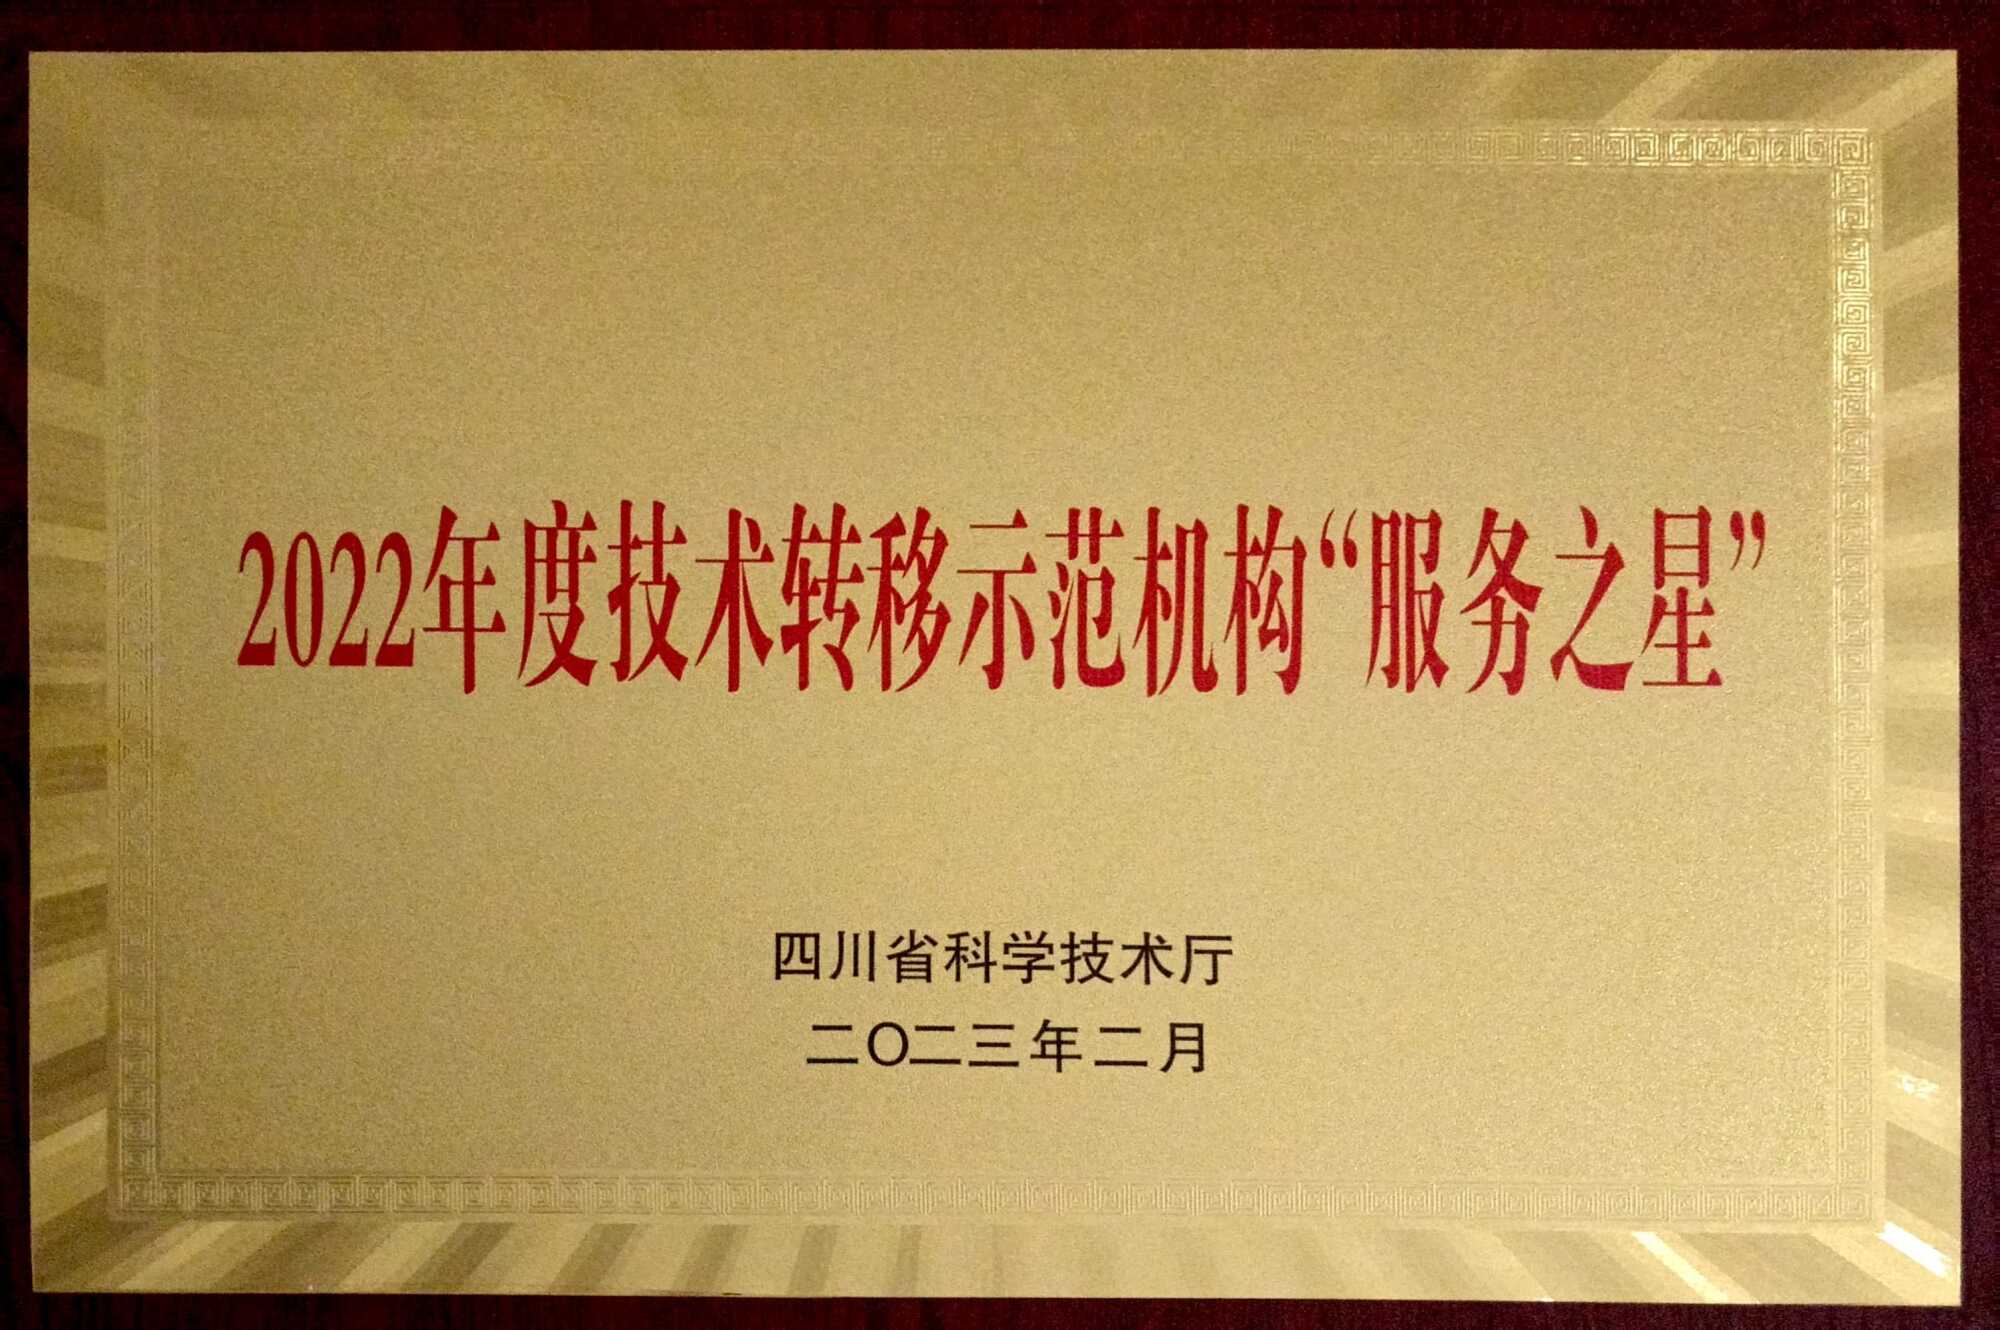 2022年度技术转移示范机构“服务之星”
四川省科学技术厅
二〇二三年二月